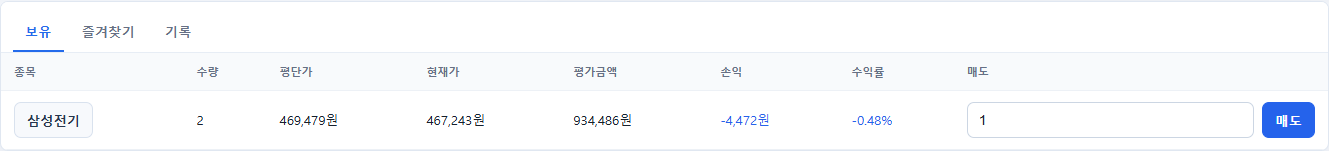 보유 즐겨찾기 기록
종목 수량 평단가 현재가 평가금액 손익 수익률 매도
삼성전기 2 469,479원 467,243원 934,486원 -4,472원 -0.48% 1 매도